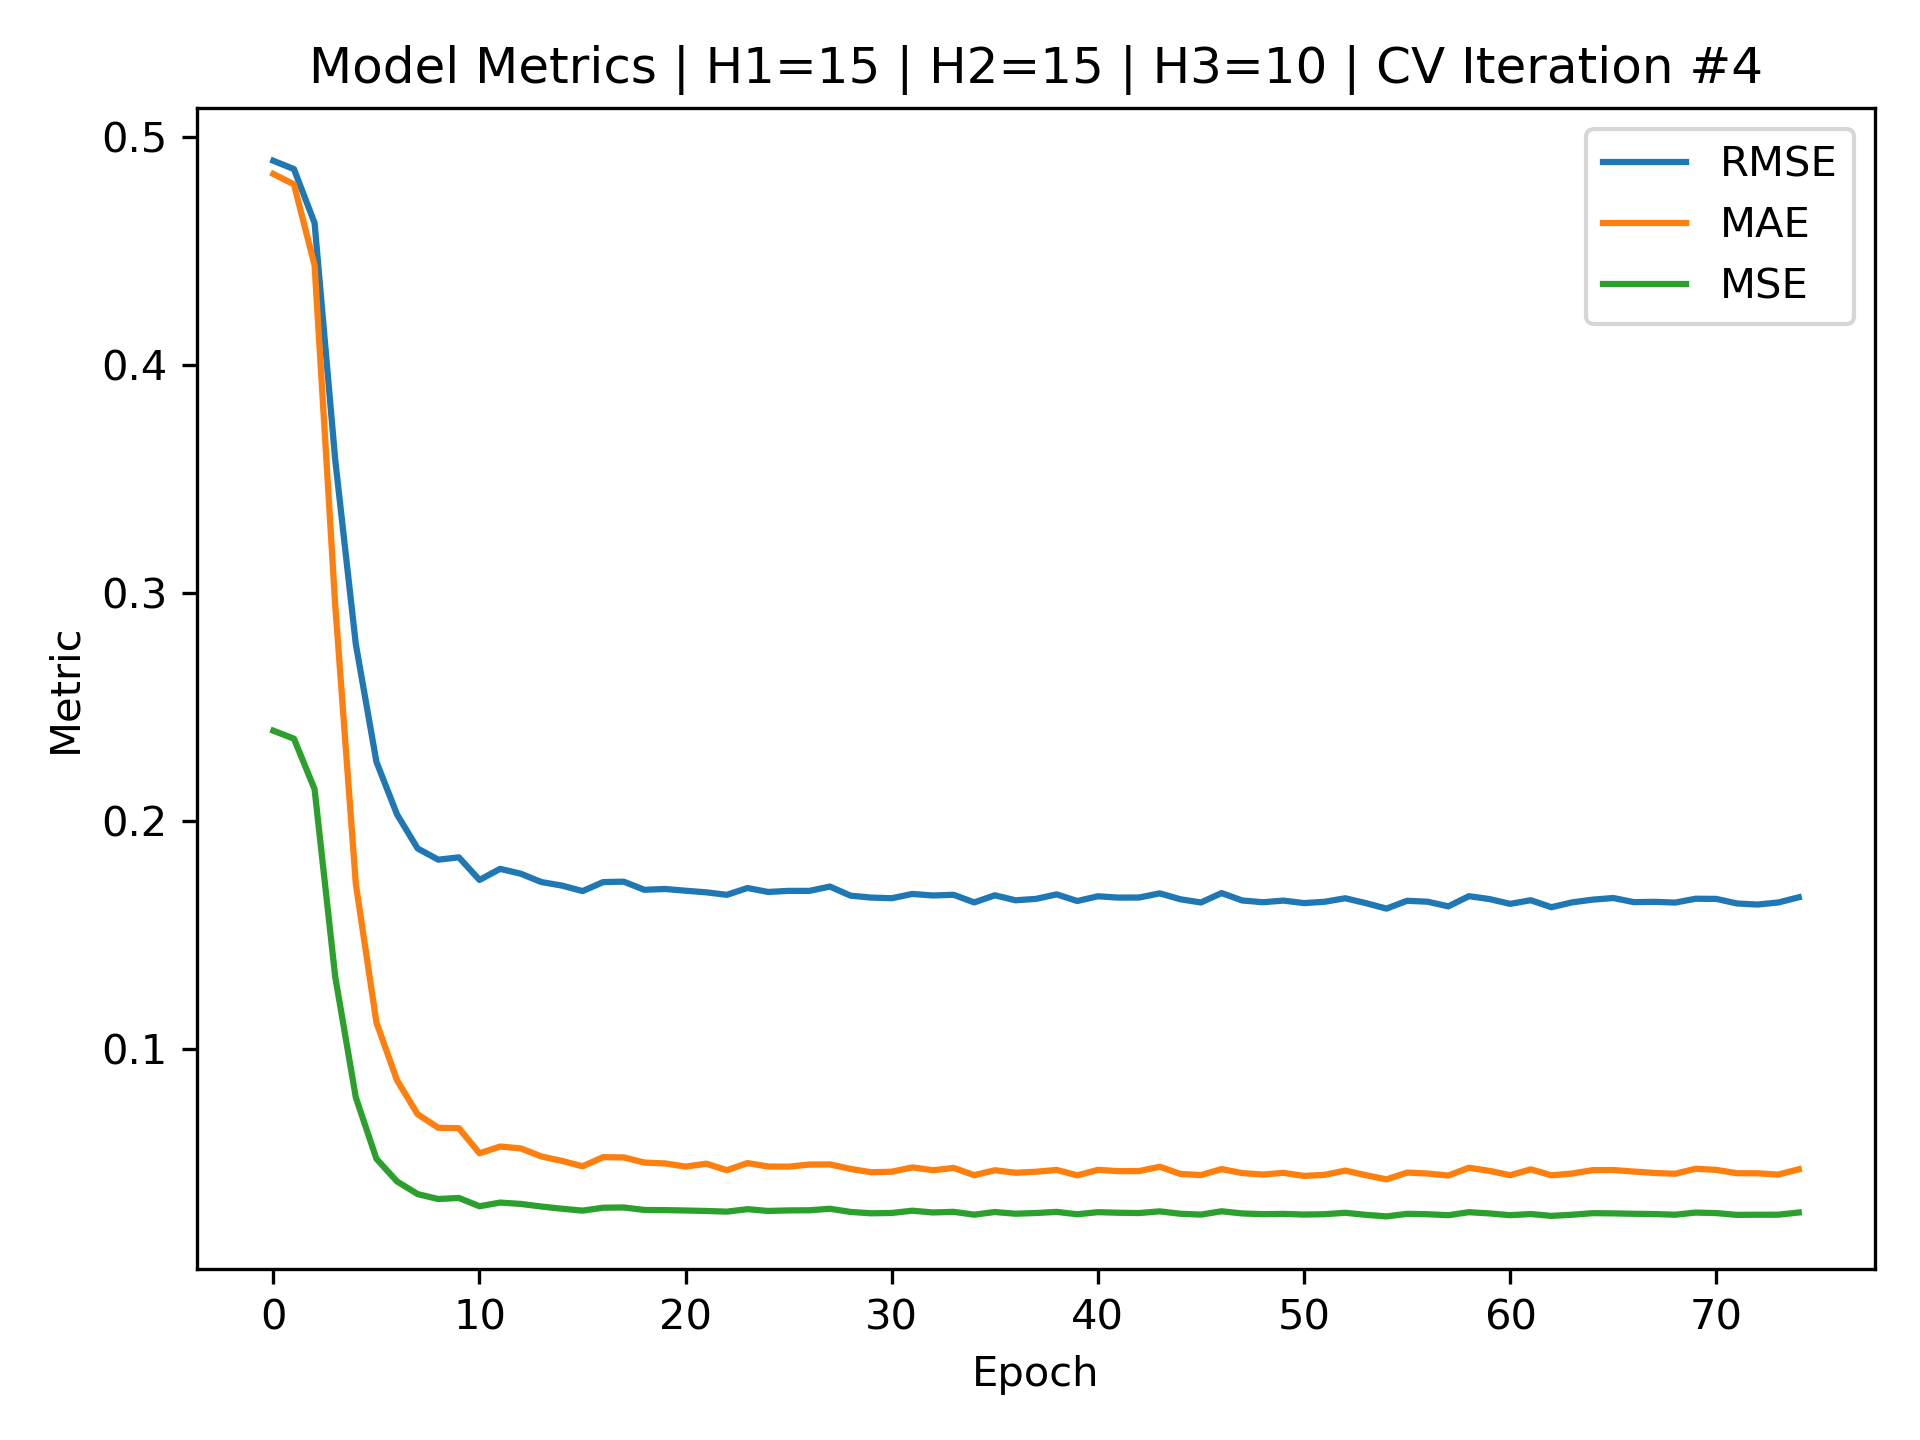 Model Metrics | H1=15 | H2=15 | H3=10 | CV Iteration #4
RMSE
MAE
MSE
0.5
0.4
0.3
0.2
0.1
Metric
0 10 20 30 40 50 60 70
Epoch